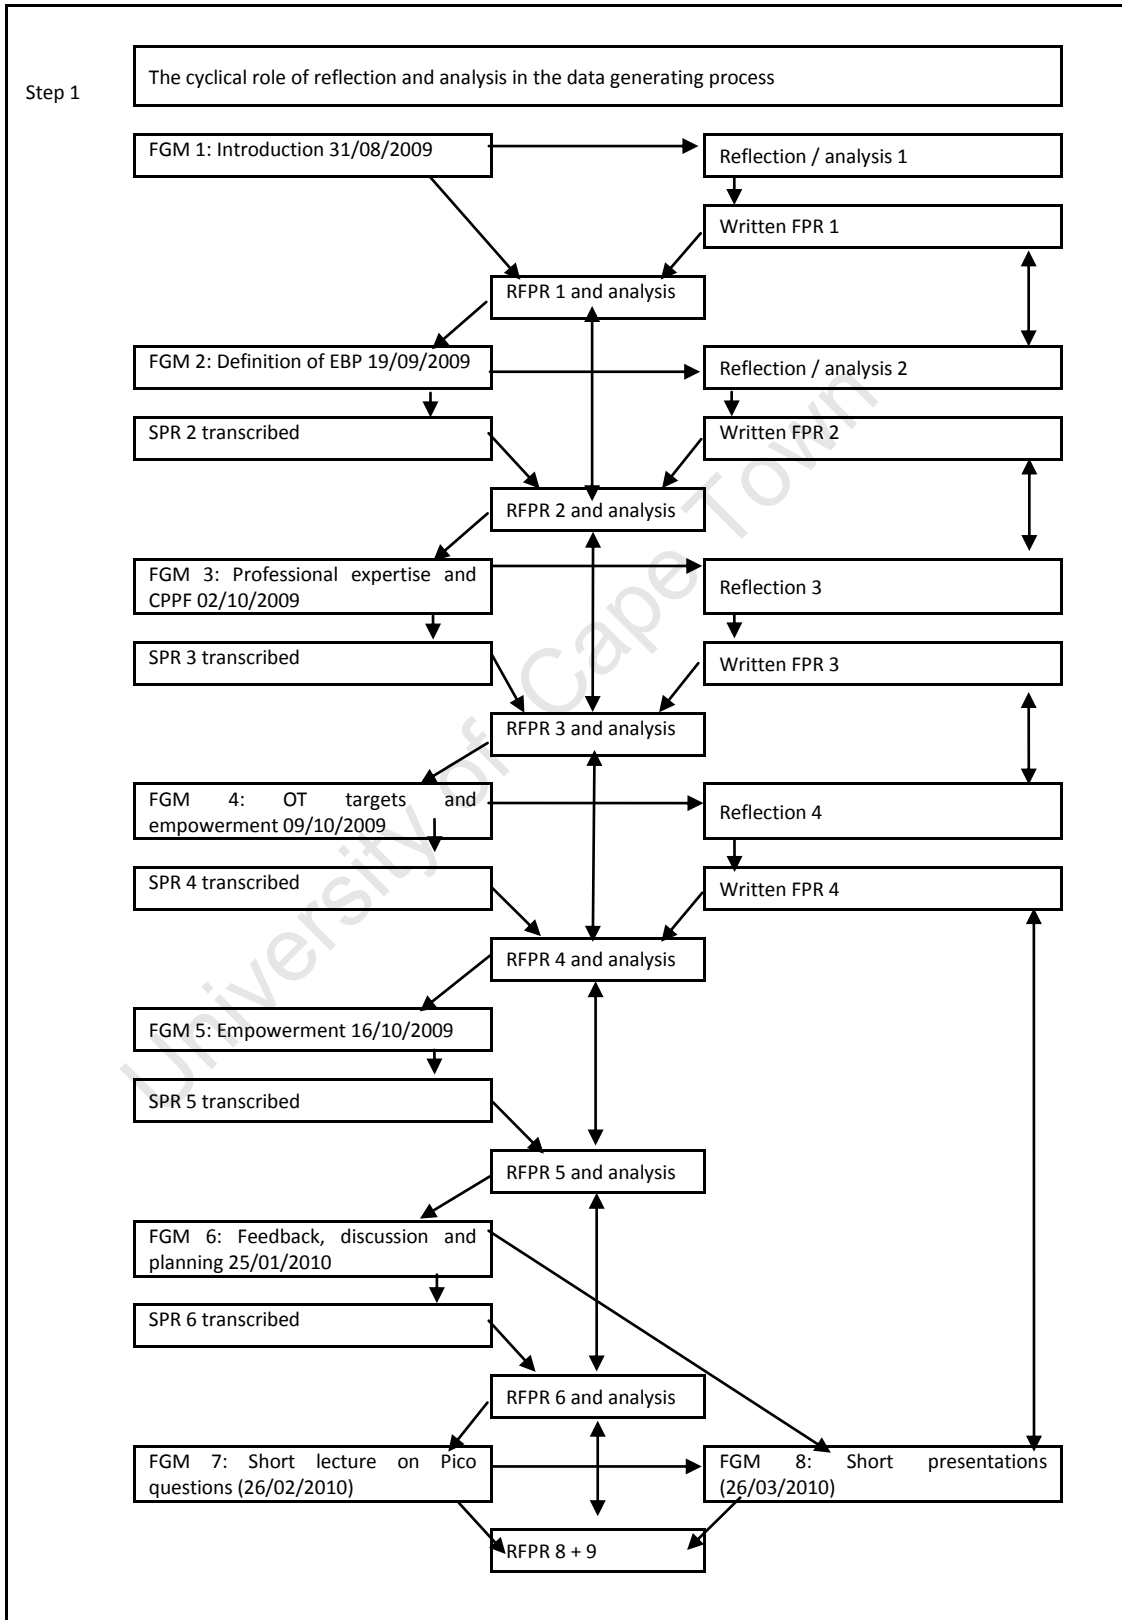 The cyclical role of reflection and analysis in the data generating process
Step 1
FGM 1: Introduction 31/08/2009
Reflection / analysis 1
Written FPR 1
RFPR 1 and analysis
FGM 2: Definition of EBP 19/09/2009
Reflection / analysis 2
SPR 2 transcribed
Written FPR 2
RFPR 2 and analysis
FGM 3: Professional expertise and
CPPF 02/10/2009
Reflection 3
SPR 3 transcribed
Written FPR 3
RFPR 3 and analysis
FGM 4: OT targets and
empowerment 09/10/2009
Reflection 4
SPR 4 transcribed
Written FPR 4
RFPR 4 and analysis
FGM 5: Empowerment 16/10/2009
SPR 5 transcribed
RFPR 5 and analysis
FGM 6: Feedback, discussion and
planning 25/01/2010
SPR 6 transcribed
RFPR 6 and analysis
FGM 7: Short lecture on Pico
questions (26/02/2010)
FGM 8: Short presentations
(26/03/2010)
RFPR 8 + 9
University of Cape Town